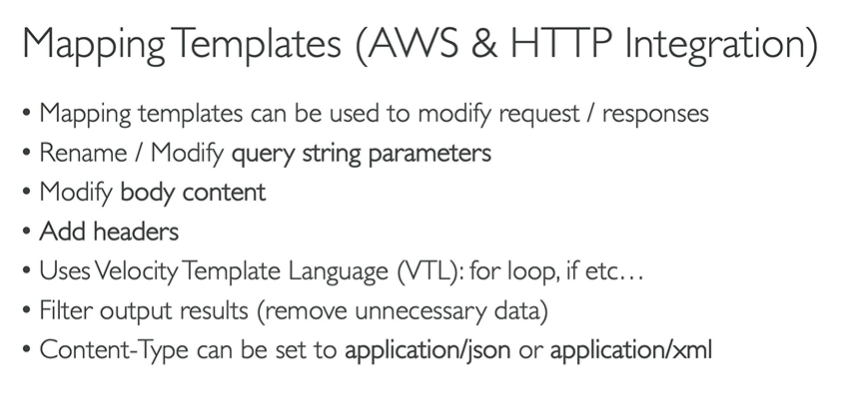 Mapping Templates (AWS & HTTP Integration)
• Mapping templates can be used to modify request / responses
• Rename / Modify query string parameters
• Modify body content
• Add headers
• Uses Velocity Template Language (VTL): for loop, if etc…
• Filter output results (remove unnecessary data)
• Content-Type can be set to application/json or application/xml